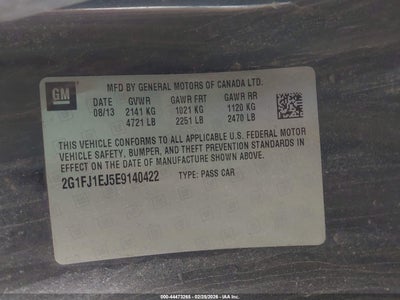 GM
MFD BY GENERAL MOTORS OF CANADA LTD.
DATE GVWR GAWR FRT GAWR RR
08/13 2141 KG 1021 KG 1120 KG
4721 LB 2251 LB 2470 LB
THIS VEHICLE CONFORMS TO ALL APPLICABLE U.S. FEDERAL MOTOR
VEHICLE SAFETY, BUMPER, AND THEFT PREVENTION STANDARDS IN
EFFECT ON THE DATE OF MANUFACTURE SHOWN ABOVE.
2G1FJ1EJ5E9140422 TYPE: PASS CAR
000-44473265 - 02/25/2026 - IAA Inc. (C) Copyright